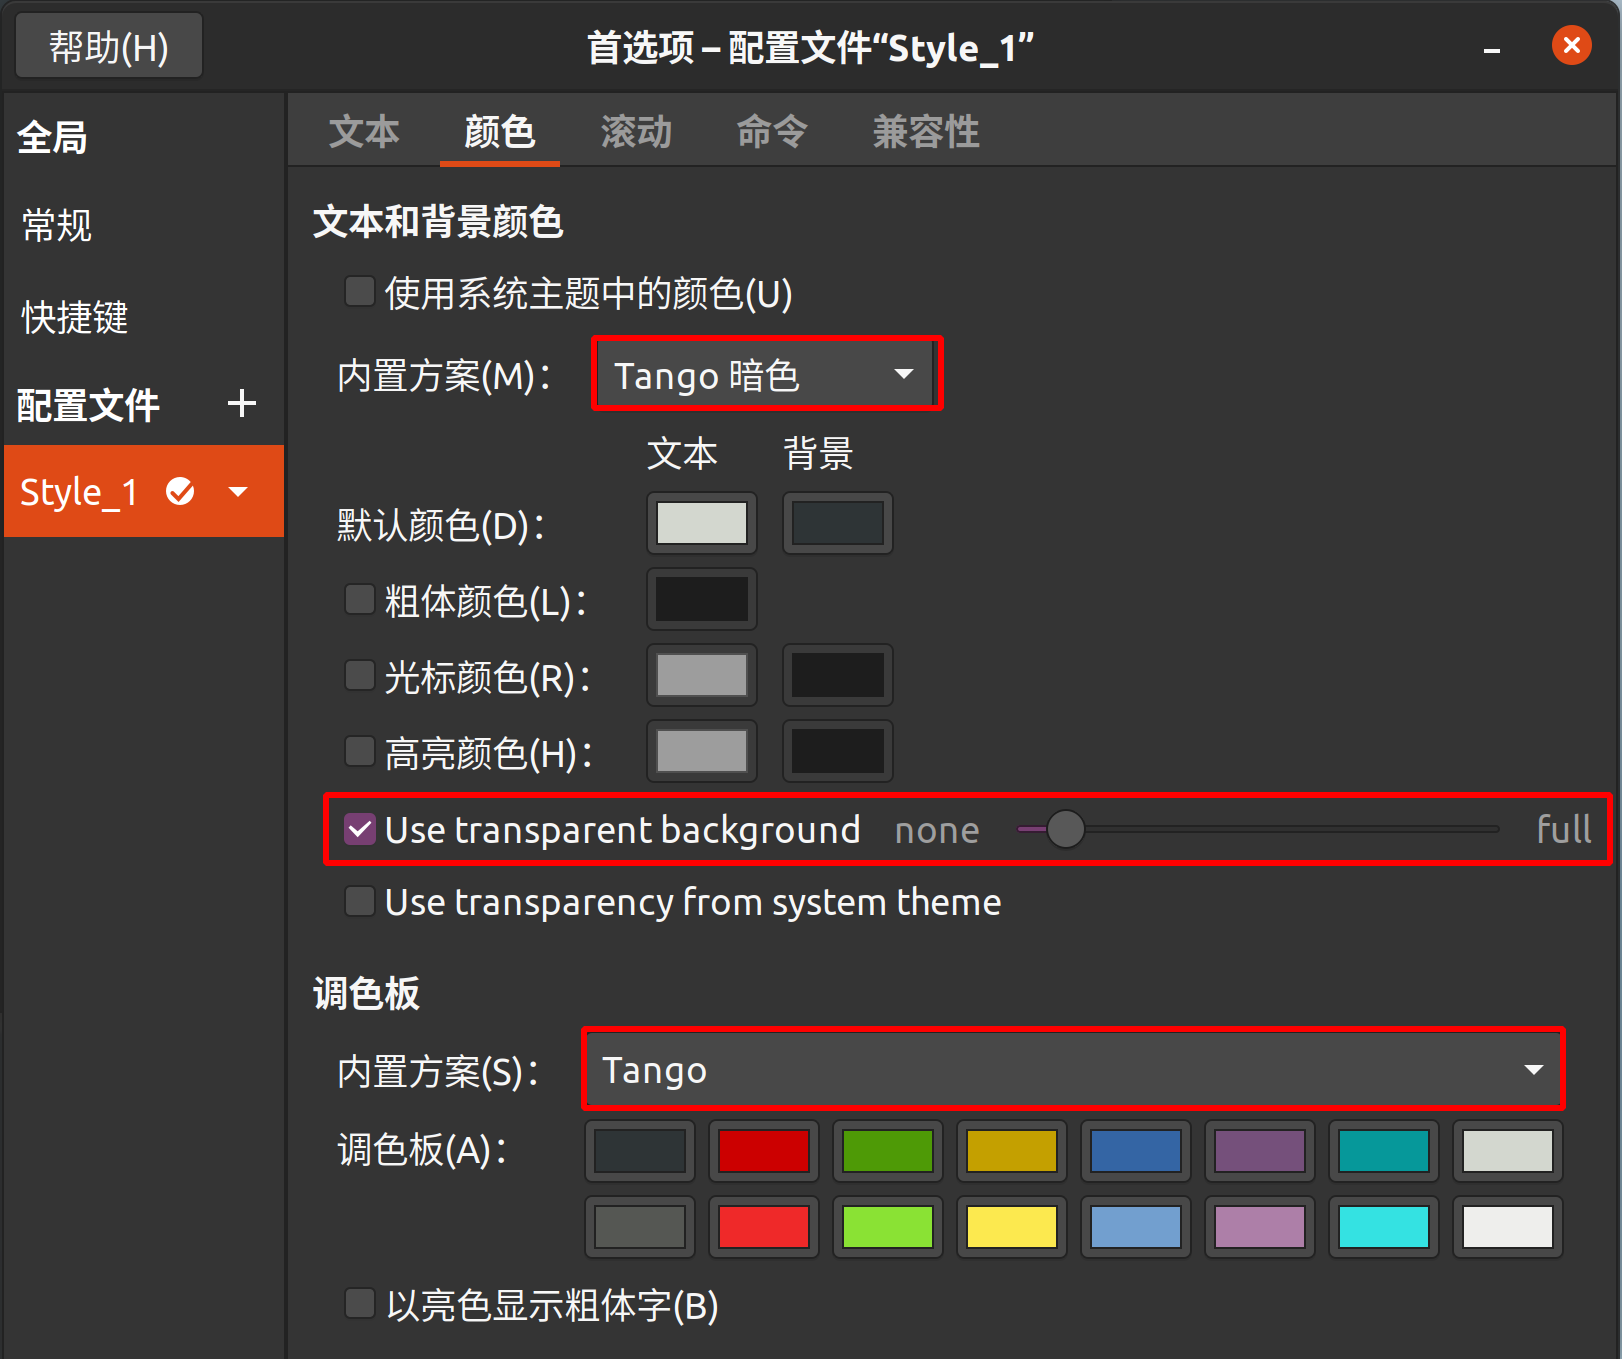 帮助(H)
首选项 – 配置文件“Style_1”
全局
常规
快捷键
配置文件
Style_1
文本 颜色 滚动 命令 兼容性
文本和背景颜色
使用系统主题中的颜色(U)
内置方案(M)： Tango 暗色
文本 背景
默认颜色(D)：
粗体颜色(L)：
光标颜色(R)：
高亮颜色(H)：
Use transparent background none full
Use transparency from system theme
调色板
内置方案(S)： Tango
调色板(A)：
以亮色显示粗体字(B)